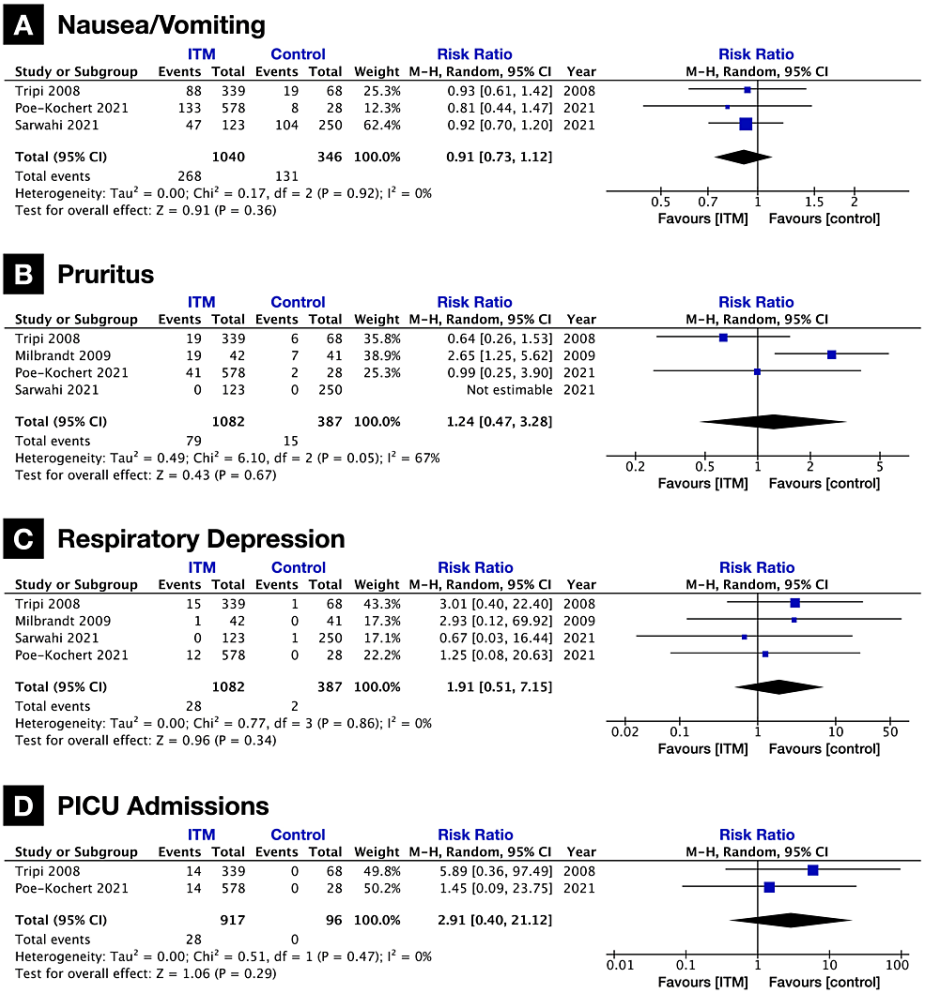 A Nausea/Vomiting
ITM Control Risk Ratio Risk Ratio
Study or Subgroup Events Total Events Total Weight M-H, Random, 95% CI Year M-H, Random, 95% CI
Tripi 2008 88 339 19 68 25.3% 0.93 [0.61, 1.42] 2008
Poe-Kochert 2021 133 578 8 28 12.3% 0.81 [0.44, 1.47] 2021
Sarwahi 2021 47 123 104 250 62.4% 0.92 [0.70, 1.20] 2021
Total (95% CI) 1040 346 100.0% 0.91 [0.73, 1.12]
Total events 268 131
Heterogeneity: Tau² = 0.00; Chi² = 0.17, df = 2 (P = 0.92); I² = 0%
Test for overall effect: Z = 0.91 (P = 0.36)
0.5 0.7 1 1.5 2
Favours [ITM] Favours [control]
B Pruritus
ITM Control Risk Ratio Risk Ratio
Study or Subgroup Events Total Events Total Weight M-H, Random, 95% CI Year M-H, Random, 95% CI
Tripi 2008 19 339 6 68 35.8% 0.64 [0.26, 1.53] 2008
Milbrandt 2009 19 42 7 41 38.9% 2.65 [1.25, 5.62] 2009
Poe-Kochert 2021 41 578 2 28 25.3% 0.99 [0.25, 3.90] 2021
Sarwahi 2021 0 123 0 250 Not estimable 2021
Total (95% CI) 1082 387 100.0% 1.24 [0.47, 3.28]
Total events 79 15
Heterogeneity: Tau² = 0.49; Chi² = 6.10, df = 2 (P = 0.05); I² = 67%
Test for overall effect: Z = 0.43 (P = 0.67)
0.2 0.5 1 2 5
Favours [ITM] Favours [control]
C Respiratory Depression
ITM Control Risk Ratio Risk Ratio
Study or Subgroup Events Total Events Total Weight M-H, Random, 95% CI Year M-H, Random, 95% CI
Tripi 2008 15 339 1 68 43.3% 3.01 [0.40, 22.40] 2008
Milbrandt 2009 1 42 0 41 17.3% 2.93 [0.12, 69.92] 2009
Sarwahi 2021 0 123 1 250 17.1% 0.67 [0.03, 16.44] 2021
Poe-Kochert 2021 12 578 0 28 22.2% 1.25 [0.08, 20.63] 2021
Total (95% CI) 1082 387 100.0% 1.91 [0.51, 7.15]
Total events 28 2
Heterogeneity: Tau² = 0.00; Chi² = 0.77, df = 3 (P = 0.86); I² = 0%
Test for overall effect: Z = 0.96 (P = 0.34)
0.02 0.1 1 10 50
Favours [ITM] Favours [control]
D PICU Admissions
ITM Control Risk Ratio Risk Ratio
Study or Subgroup Events Total Events Total Weight M-H, Random, 95% CI Year M-H, Random, 95% CI
Tripi 2008 14 339 0 68 49.8% 5.89 [0.36, 97.49] 2008
Poe-Kochert 2021 14 578 0 28 50.2% 1.45 [0.09, 23.75] 2021
Total (95% CI) 917 96 100.0% 2.91 [0.40, 21.12]
Total events 28 0
Heterogeneity: Tau² = 0.00; Chi² = 0.51, df = 1 (P = 0.47); I² = 0%
Test for overall effect: Z = 1.06 (P = 0.29)
0.01 0.1 1 10 100
Favours [ITM] Favours [control]